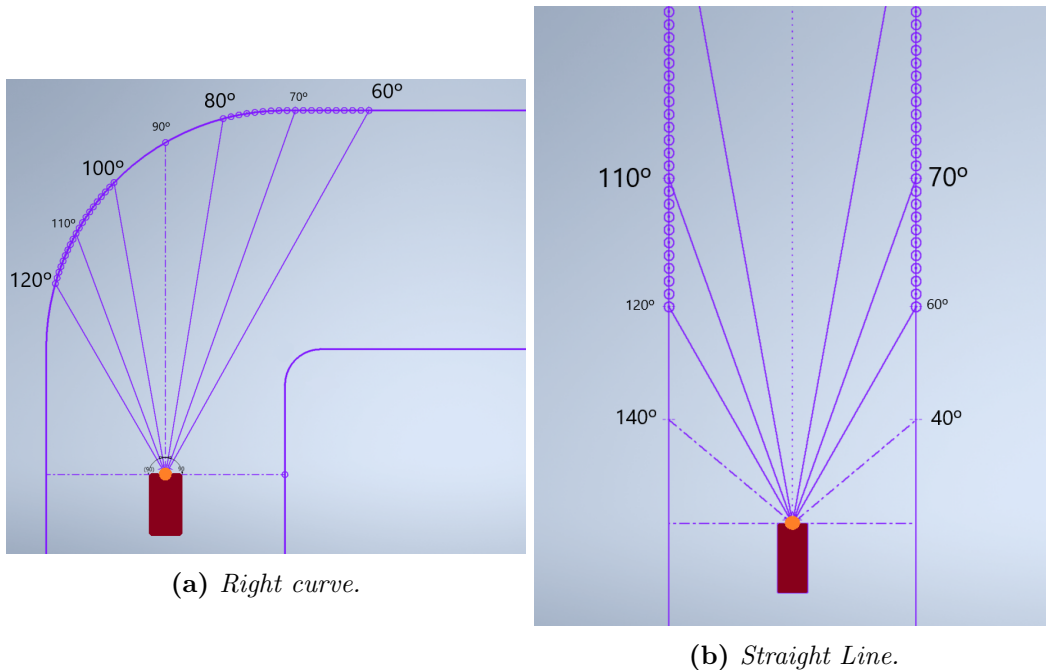 60º
80º
70º
90º
100º
110º
120º
110º
70º
120º
60º
140º
40º
(a) Right curve.
(b) Straight Line.